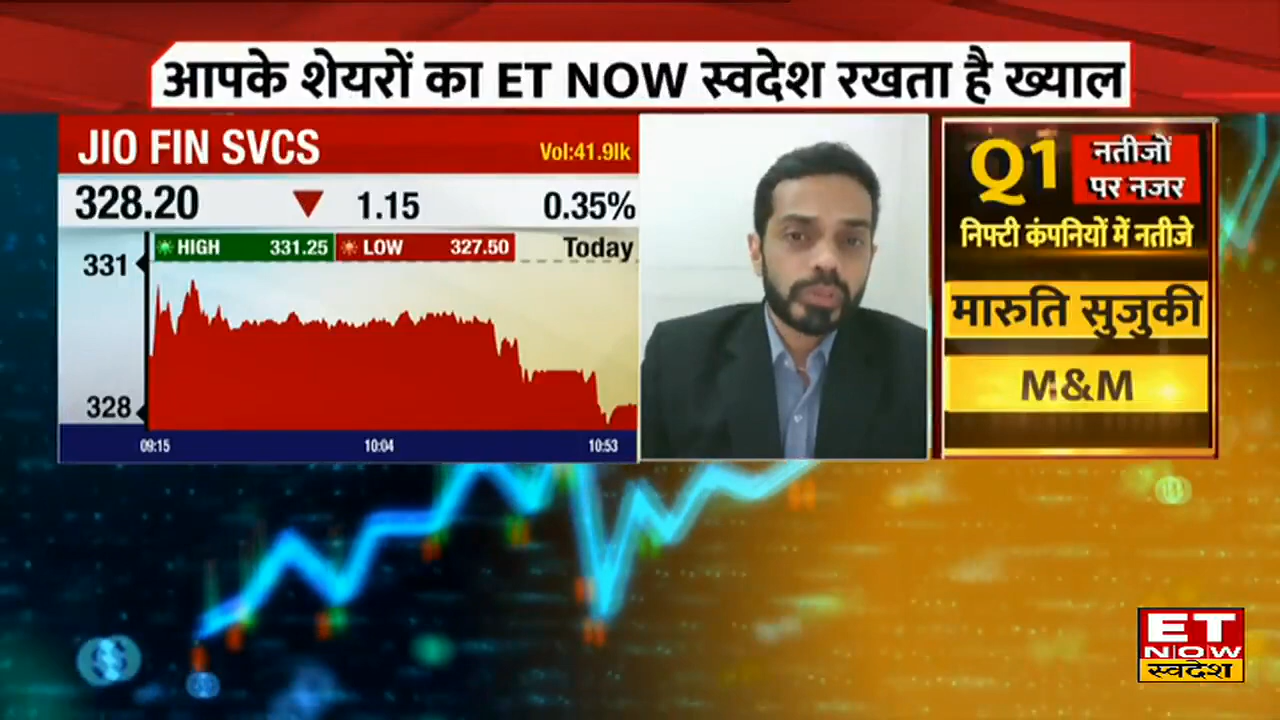 आपके शेयरों का ET NOW स्वदेश रखता है ख्याल
JIO FIN SVCS
Vol:41.9lk
328.20 ▼ 1.15 0.35%
HIGH 331.25 LOW 327.50 Today
331
328
09:15 10:04 10:53
Q1 नतीजों पर नजर
निफ्टी कंपनियों में नतीजे
मारुति सुजुकी
M&M
ET
NOW
स्वदेश